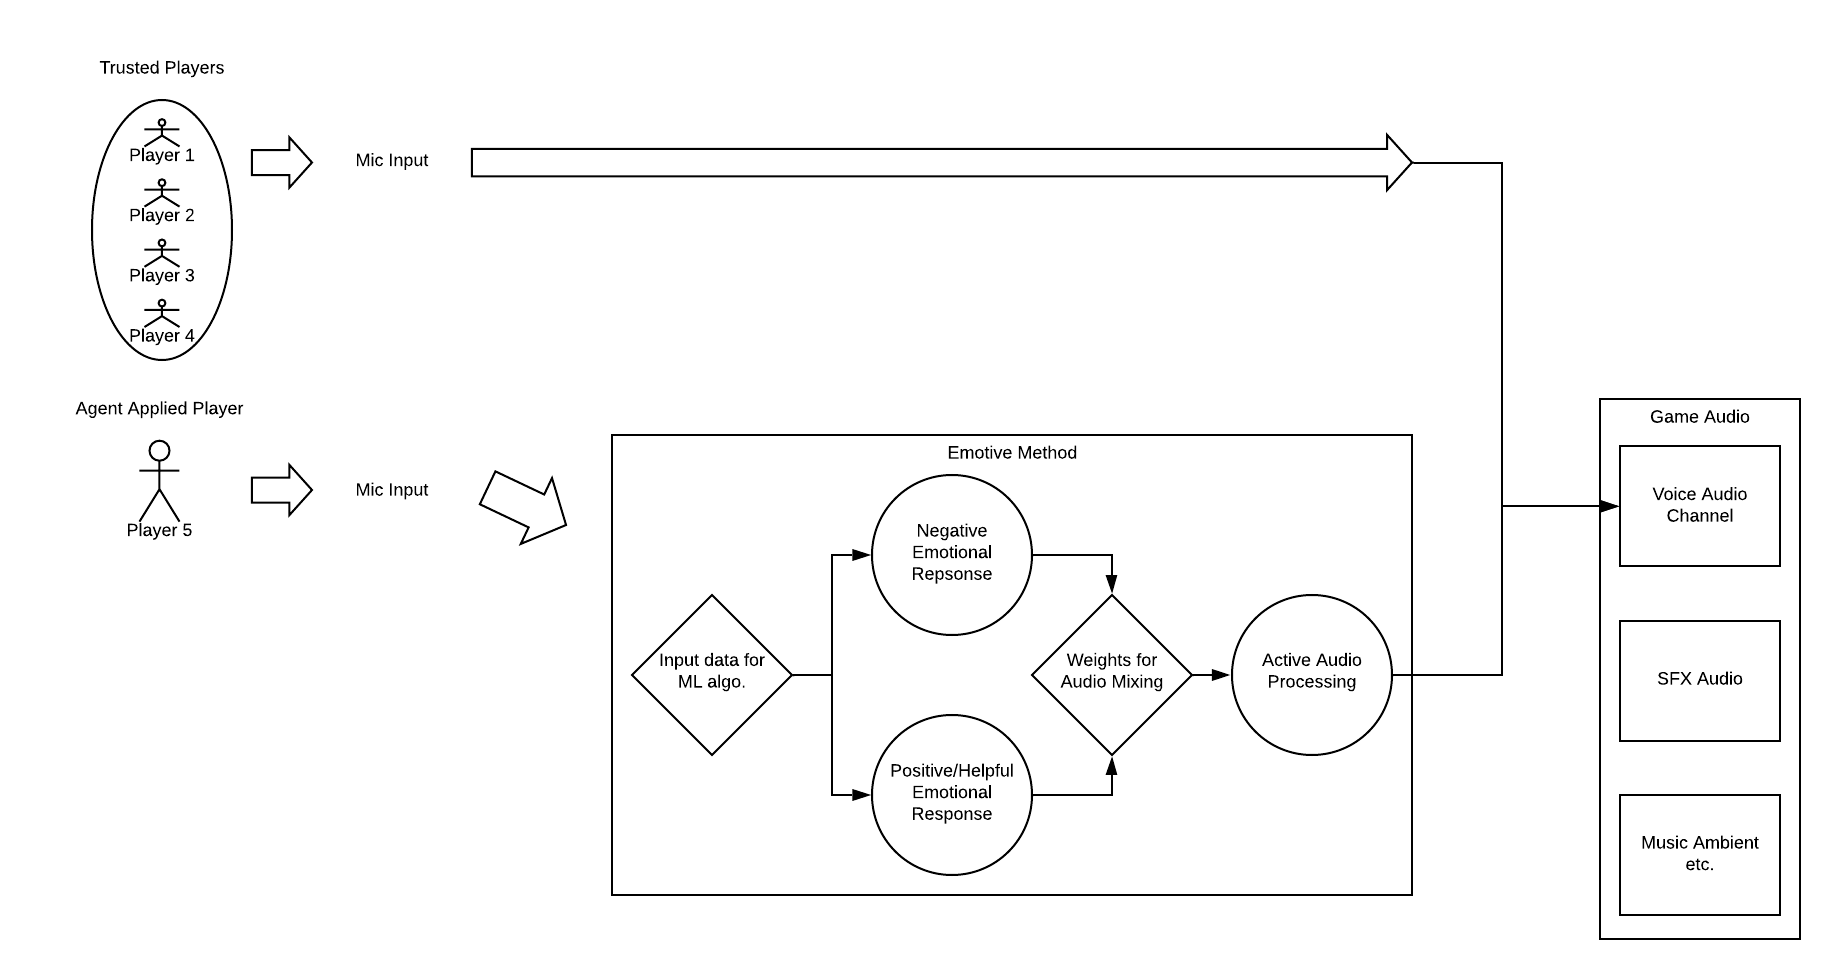 Trusted Players
Player 1
Player 2
Player 3
Player 4
Mic Input
Agent Applied Player
Player 5
Mic Input
Emotive Method
Input data for
ML algo.
Negative
Emotional
Repsonse
Positive/Helpful
Emotional
Response
Weights for
Audio Mixing
Active Audio
Processing
Game Audio
Voice Audio
Channel
SFX Audio
Music Ambient
etc.